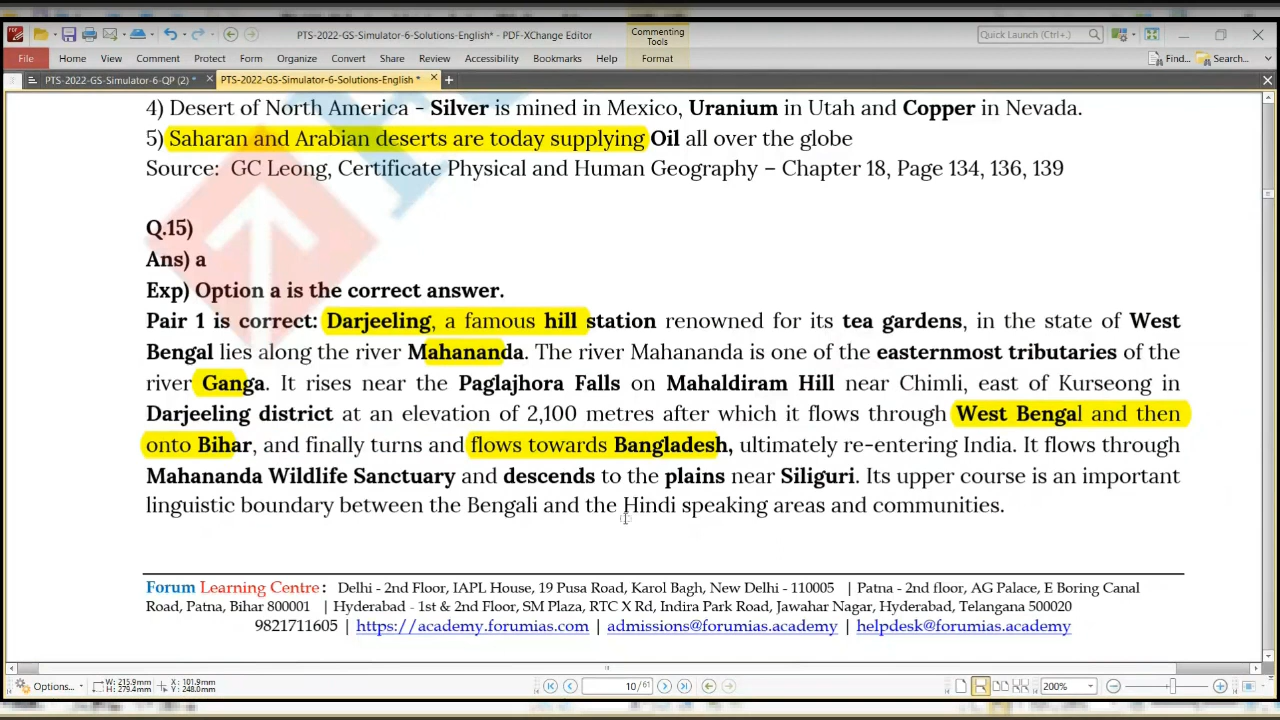 PTS-2022-GS-Simulator-6-Solutions-English* - PDF-XChange Editor
Commenting Tools
Quick Launch (Ctrl+.)
File Home View Comment Protect Form Organize Convert Share Review Accessibility Bookmarks Help Format Find... Search...
PTS-2022-GS-Simulator-6-QP (2) * PTS-2022-GS-Simulator-6-Solutions-English *
4) Desert of North America – Silver is mined in Mexico, Uranium in Utah and Copper in Nevada.
5) Saharan and Arabian deserts are today supplying Oil all over the globe
Source: GC Leong, Certificate Physical and Human Geography – Chapter 18, Page 134, 136, 139
Q.15)
Ans) a
Exp) Option a is the correct answer.
Pair 1 is correct: Darjeeling, a famous hill station renowned for its tea gardens, in the state of West
Bengal lies along the river Mahananda. The river Mahananda is one of the easternmost tributaries of the
river Ganga. It rises near the Paglajhora Falls on Mahaldiram Hill near Chimli, east of Kurseong in
Darjeeling district at an elevation of 2,100 metres after which it flows through West Bengal and then
onto Bihar, and finally turns and flows towards Bangladesh, ultimately re-entering India. It flows through
Mahananda Wildlife Sanctuary and descends to the plains near Siliguri. Its upper course is an important
linguistic boundary between the Bengali and the Hindi speaking areas and communities.
Forum Learning Centre : Delhi - 2nd Floor, IAPL House, 19 Pusa Road, Karol Bagh, New Delhi - 110005 | Patna - 2nd floor, AG Palace, E Boring Canal
Road, Patna, Bihar 800001 | Hyderabad - 1st & 2nd Floor, SM Plaza, RTC X Rd, Indira Park Road, Jawahar Nagar, Hyderabad, Telangana 500020
9821711605 | https://academy.forumias.com | admissions@forumias.academy | helpdesk@forumias.academy
Options... W: 215.9mm X: 101.9mm 10 / 61 200%
H: 279.4mm Y: 248.0mm